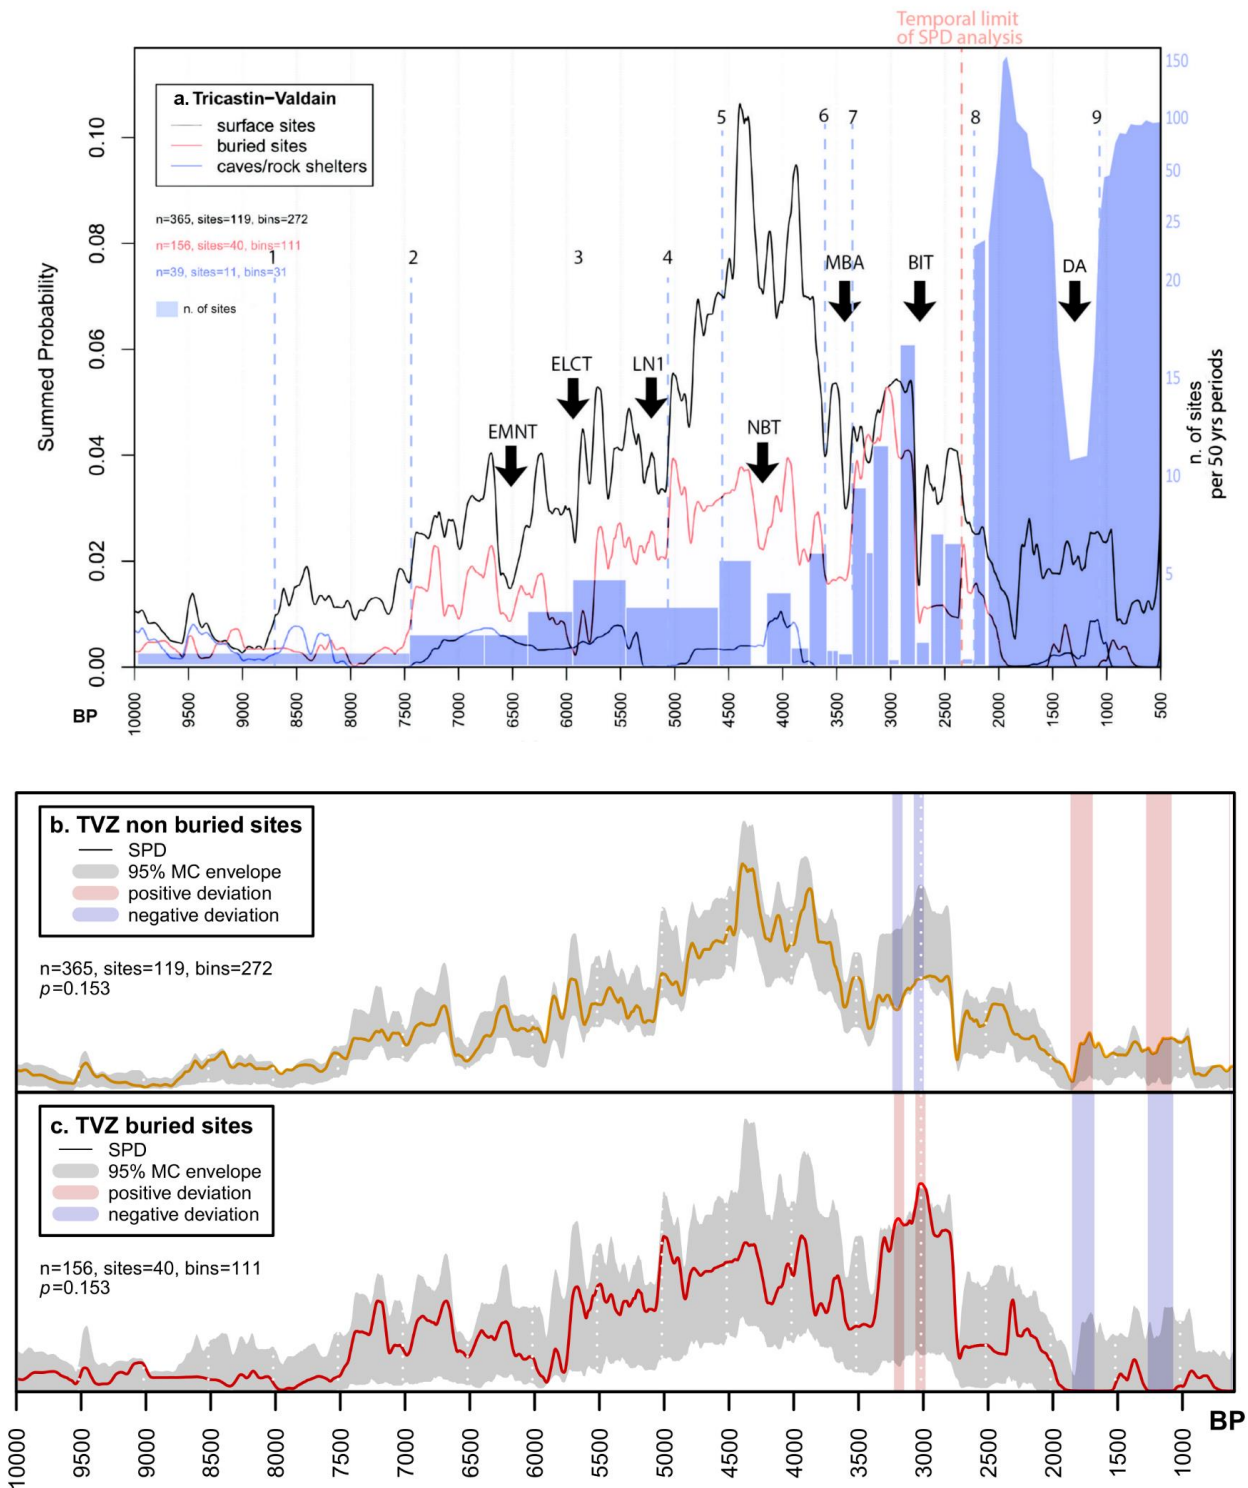 Temporal limit
of SPD analysis
a. Tricastin–Valdain
surface sites
buried sites
caves/rock shelters
n=365, sites=119, bins=272
n=156, sites=40, bins=111
n=39, sites=11, bins=31
n. of sites
Summed Probability
0.10
0.08
0.06
0.04
0.02
0.00
1
2
3
4
5
6
7
8
9
EMNT
ELCT
LN1
NBT
MBA
BIT
DA
150
100
50
25
20
15
10
5
n. of sites
per 50 yrs periods
BP
10000
9500
9000
8500
8000
7500
7000
6500
6000
5500
5000
4500
4000
3500
3000
2500
2000
1500
1000
500
b. TVZ non buried sites
SPD
95% MC envelope
positive deviation
negative deviation
n=365, sites=119, bins=272
p=0.153
c. TVZ buried sites
SPD
95% MC envelope
positive deviation
negative deviation
n=156, sites=40, bins=111
p=0.153
BP
10000
9500
9000
8500
8000
7500
7000
6500
6000
5500
5000
4500
4000
3500
3000
2500
2000
1500
1000